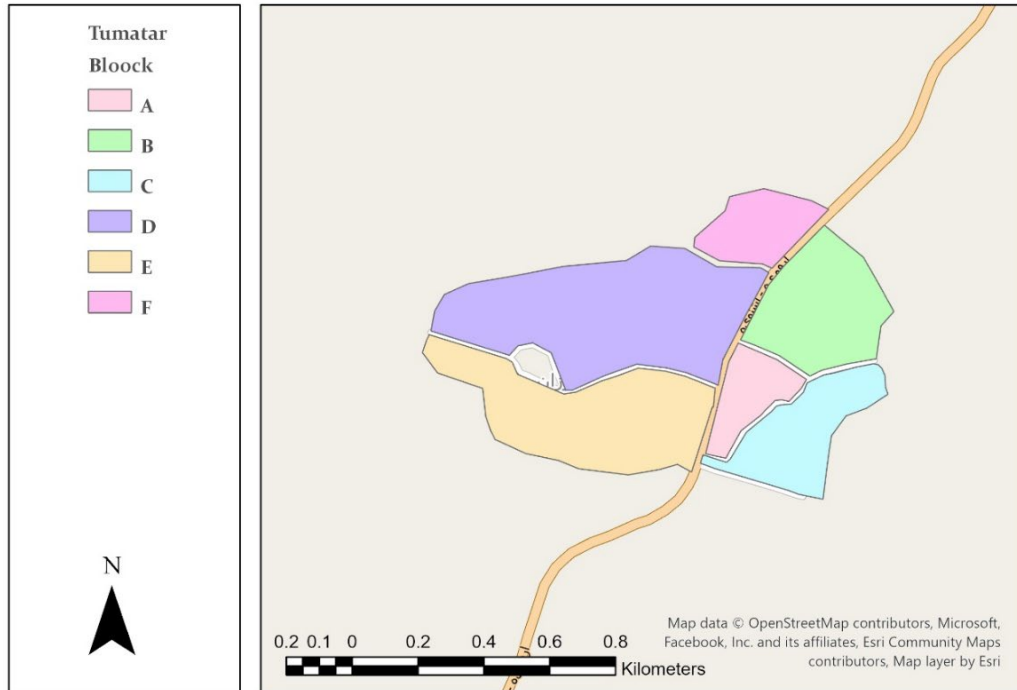 Tumatar
Bloock
A
B
C
D
E
F
N
0.2 0.1 0 0.2 0.4 0.6 0.8
Kilometers
Map data © OpenStreetMap contributors, Microsoft,
Facebook, Inc. and its affiliates, Esri Community Maps
contributors, Map layer by Esri